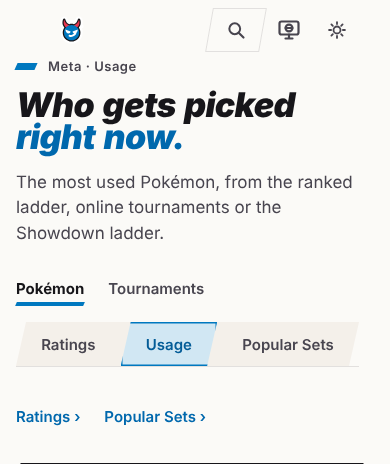 Meta · Usage
Who gets picked
right now.
The most used Pokémon, from the ranked
ladder, online tournaments or the
Showdown ladder.
Pokémon Tournaments
Ratings Usage Popular Sets
Ratings › Popular Sets ›